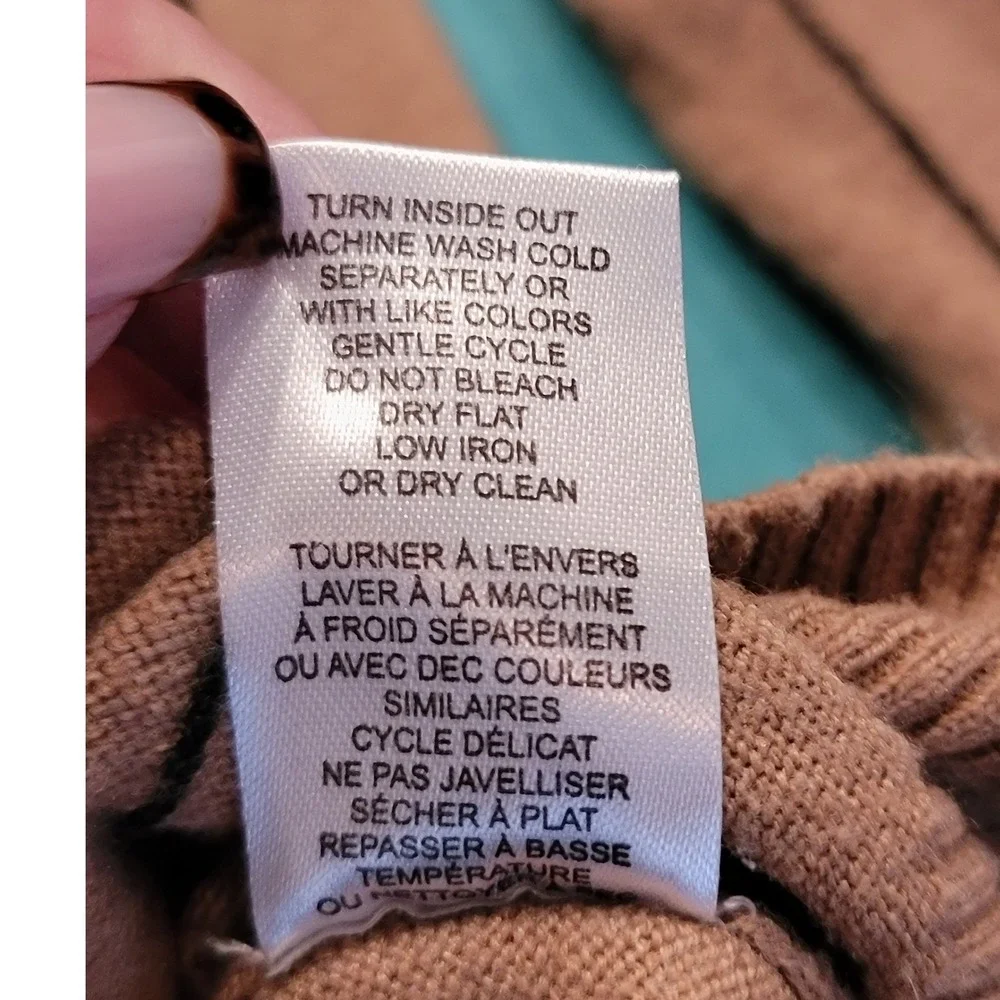 TURN INSIDE OUT
MACHINE WASH COLD
SEPARATELY OR
WITH LIKE COLORS
GENTLE CYCLE
DO NOT BLEACH
DRY FLAT
LOW IRON
OR DRY CLEAN
TOURNER À L'ENVERS
LAVER À LA MACHINE
À FROID SÉPARÉMENT
OU AVEC DEC COULEURS
SIMILAIRES
CYCLE DÉLICAT
NE PAS JAVELLISER
SÉCHER À PLAT
REPASSER À BASSE
TEMPÉRATURE
OU